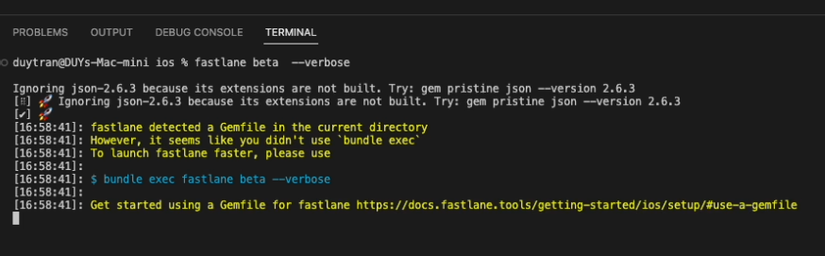 PROBLEMS OUTPUT DEBUG CONSOLE TERMINAL
duytran@DUYs-Mac-mini ios % fastlane beta  --verbose
Ignoring json-2.6.3 because its extensions are not built. Try: gem pristine json --version 2.6.3
[⠇] 🚀 Ignoring json-2.6.3 because its extensions are not built. Try: gem pristine json --version 2.6.3
[✔] 🚀
[16:58:41]: fastlane detected a Gemfile in the current directory
[16:58:41]: However, it seems like you didn't use `bundle exec`
[16:58:41]: To launch fastlane faster, please use
[16:58:41]:
[16:58:41]: $ bundle exec fastlane beta --verbose
[16:58:41]:
[16:58:41]: Get started using a Gemfile for fastlane https://docs.fastlane.tools/getting-started/ios/setup/#use-a-gemfile